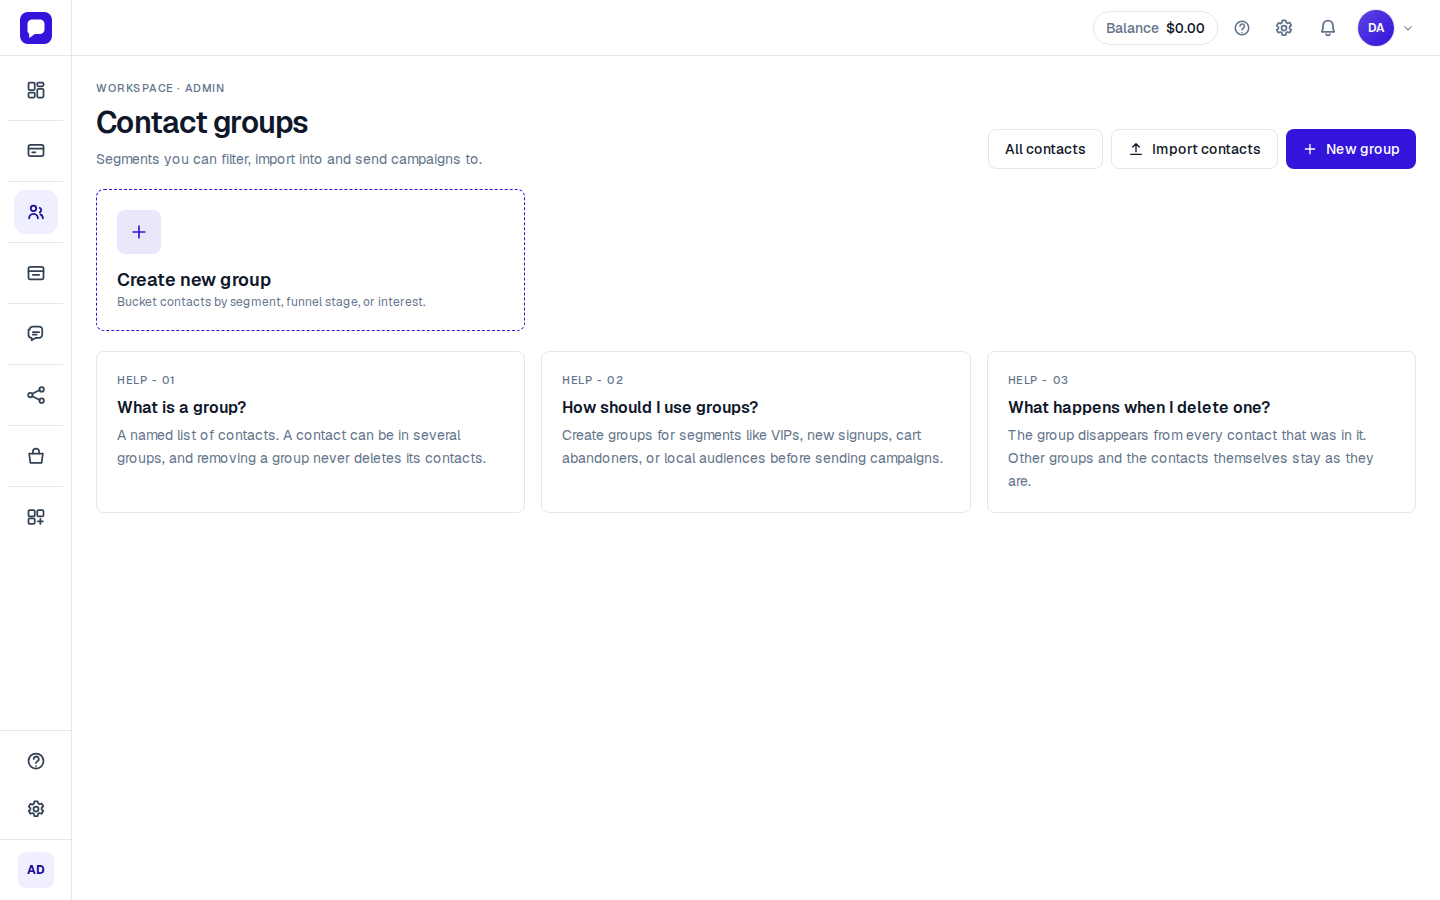 Balance $0.00
DA
WORKSPACE · ADMIN
Contact groups
Segments you can filter, import into and send campaigns to.
All contacts
Import contacts
New group
Create new group
Bucket contacts by segment, funnel stage, or interest.
HELP - 01
What is a group?
A named list of contacts. A contact can be in several
groups, and removing a group never deletes its contacts.
HELP - 02
How should I use groups?
Create groups for segments like VIPs, new signups, cart
abandoners, or local audiences before sending campaigns.
HELP - 03
What happens when I delete one?
The group disappears from every contact that was in it.
Other groups and the contacts themselves stay as they
are.
AD